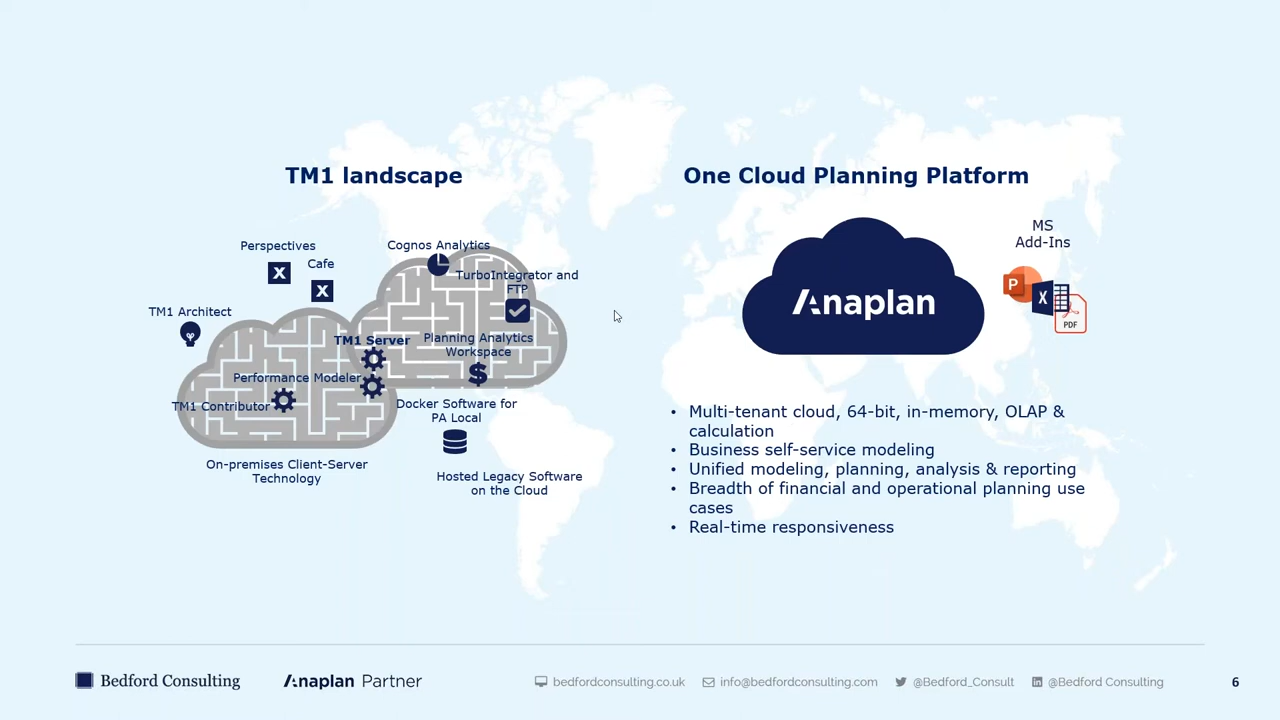 TM1 landscape
Perspectives
Cafe
Cognos Analytics
TurboIntegrator and
FTP
TM1 Architect
TM1 Server
Planning Analytics
Workspace
Performance Modeler
TM1 Contributor
Docker Software for
PA Local
On-premises Client-Server
Technology
Hosted Legacy Software
on the Cloud
One Cloud Planning Platform
Anaplan
MS
Add-Ins
P
X
PDF
• Multi-tenant cloud, 64-bit, in-memory, OLAP &
calculation
• Business self-service modeling
• Unified modeling, planning, analysis & reporting
• Breadth of financial and operational planning use
cases
• Real-time responsiveness
Bedford Consulting
Anaplan Partner
bedfordconsulting.co.uk
info@bedfordconsulting.com
@Bedford_Consult
@Bedford Consulting
6